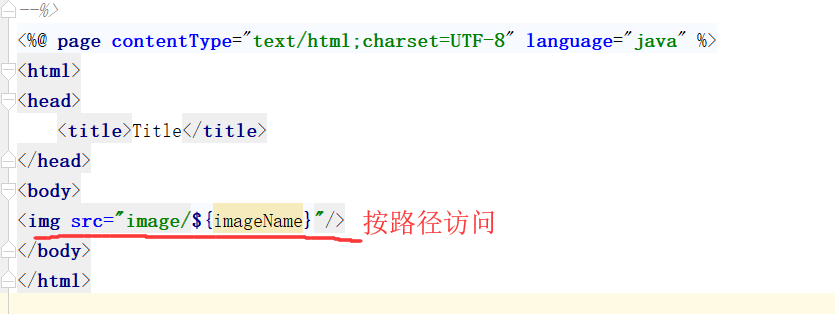 --%>
<%@ page contentType="text/html;charset=UTF-8" language="java" %>
<html>
<head>
    <title>Title</title>
</head>
<body>
<img src="image/${imageName}"/> 按路径访问
</body>
</html>